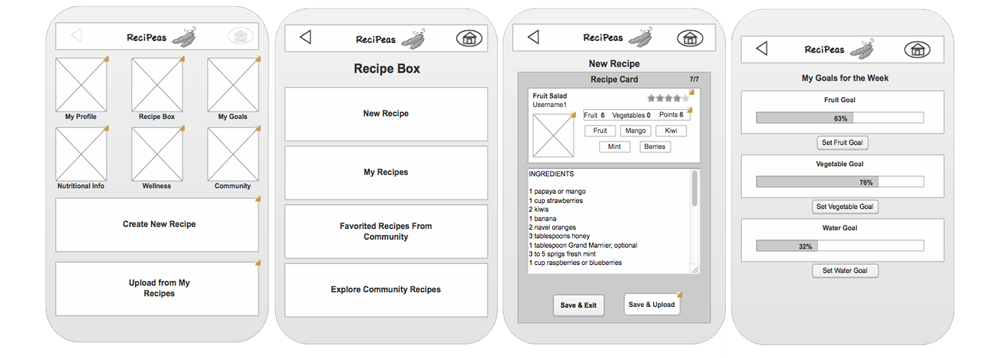 ReciPeas
My Profile
Recipe Box
My Goals
Nutritional Info
Wellness
Community
Create New Recipe
Upload from My
Recipes
ReciPeas
Recipe Box
New Recipe
My Recipes
Favorited Recipes From
Community
Explore Community Recipes
ReciPeas
New Recipe
Recipe Card 7/7
Fruit Salad
Username1
Fruit 6 Vegetables 0 Points 6
Fruit Mango Kiwi
Mint Berries
INGREDIENTS
1 papaya or mango
1 cup strawberries
2 kiwis
1 banana
2 navel oranges
3 tablespoons honey
1 tablespoon Grand Marnier, optional
3 to 5 sprigs fresh mint
1 cup raspberries or blueberries
Save & Exit Save & Upload
ReciPeas
My Goals for the Week
Fruit Goal
63%
Set Fruit Goal
Vegetable Goal
76%
Set Vegetable Goal
Water Goal
32%
Set Water Goal